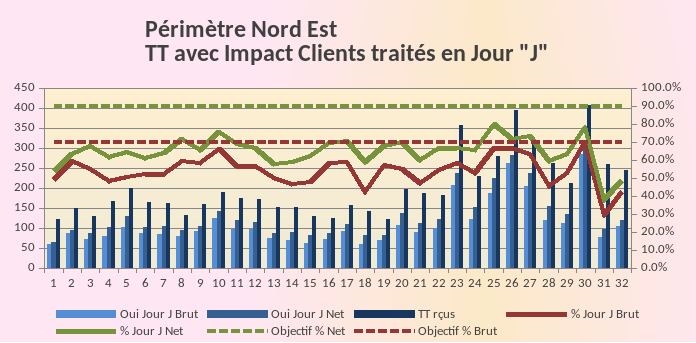 Périmètre Nord Est
TT avec Impact Clients traités en Jour "J"
450 100.0%
400 90.0%
350 80.0%
300 70.0%
250 60.0%
200 50.0%
150 40.0%
100 30.0%
50 20.0%
0 10.0%
0.0%
1 2 3 4 5 6 7 8 9 10 11 12 13 14 15 16 17 18 19 20 21 22 23 24 25 26 27 28 29 30 31 32
Oui Jour J Brut Oui Jour J Net TT rçus % Jour J Brut
% Jour J Net Objectif % Net Objectif % Brut